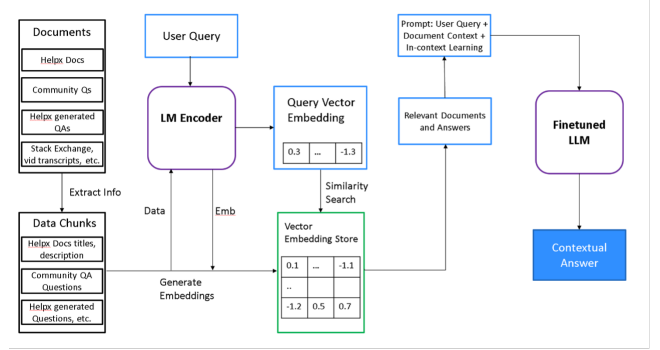 Documents
Helpx Docs
Community Qs
Helpx generated
QAs
Stack Exchange,
vid transcripts, etc.
Extract Info
Data Chunks
Helpx Docs titles,
description
Community QA
Questions
Helpx generated
Questions, etc.
User Query
LM Encoder
Data
Emb
Generate
Embeddings
Query Vector
Embedding
0.3 ... -1.3
Similarity
Search
Vector
Embedding Store
0.1 ... -1.1
..
-1.2 0.5 0.7
Prompt: User Query +
Document Context +
In-context Learning
Relevant Documents
and Answers
Finetuned
LLM
Contextual
Answer